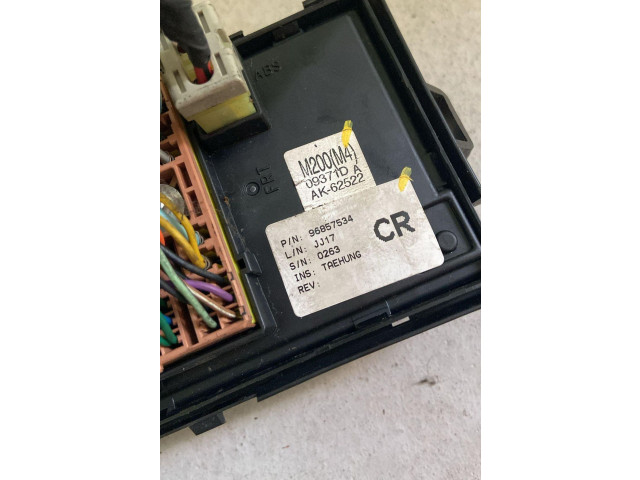 ABS
FRT
M200(M4)
09371D A
AK-62522
P/N: 96857534
L/N: JJ17
S/N: 0263
INS: TAEHUNG
REV:
CR